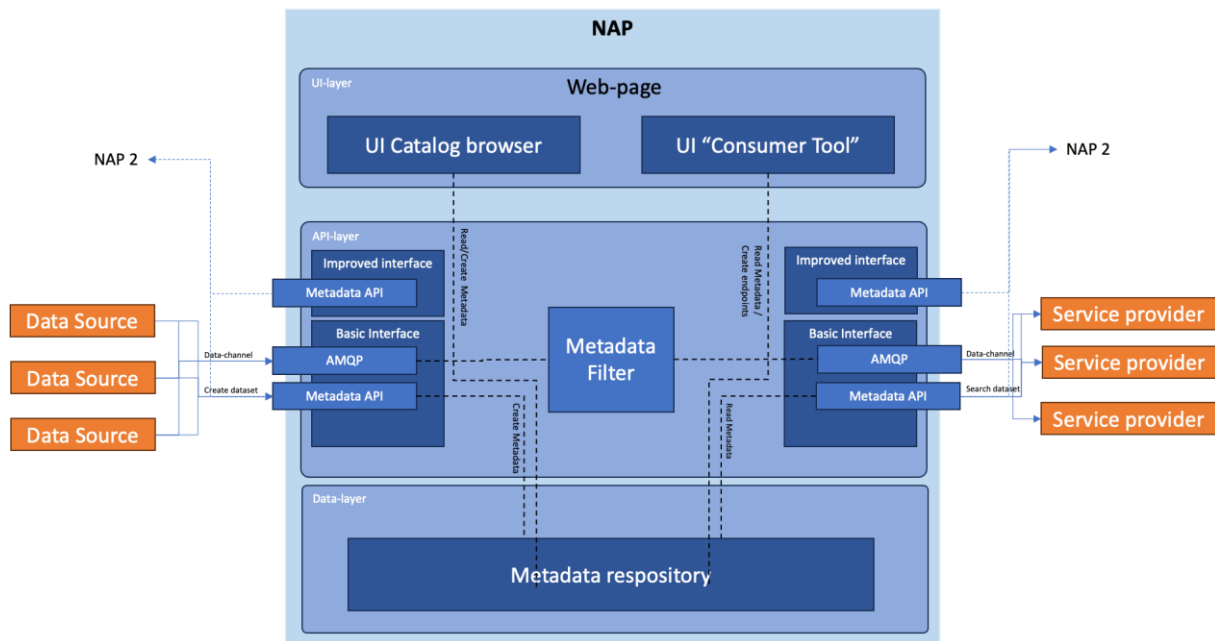 NAP
UI-layer
Web-page
UI Catalog browser
UI “Consumer Tool”
NAP 2
NAP 2
API-layer
Improved interface
Metadata API
Read/Create Metadata
Read Metadata /
Create endpoints
Improved interface
Metadata API
Data Source
Data Source
Data Source
Data-channel
Create dataset
Basic Interface
AMQP
Metadata API
Metadata
Filter
Basic Interface
AMQP
Metadata API
Data-channel
Search dataset
Service provider
Service provider
Service provider
Create Metadata
Read Metadata
Data-layer
Metadata respository